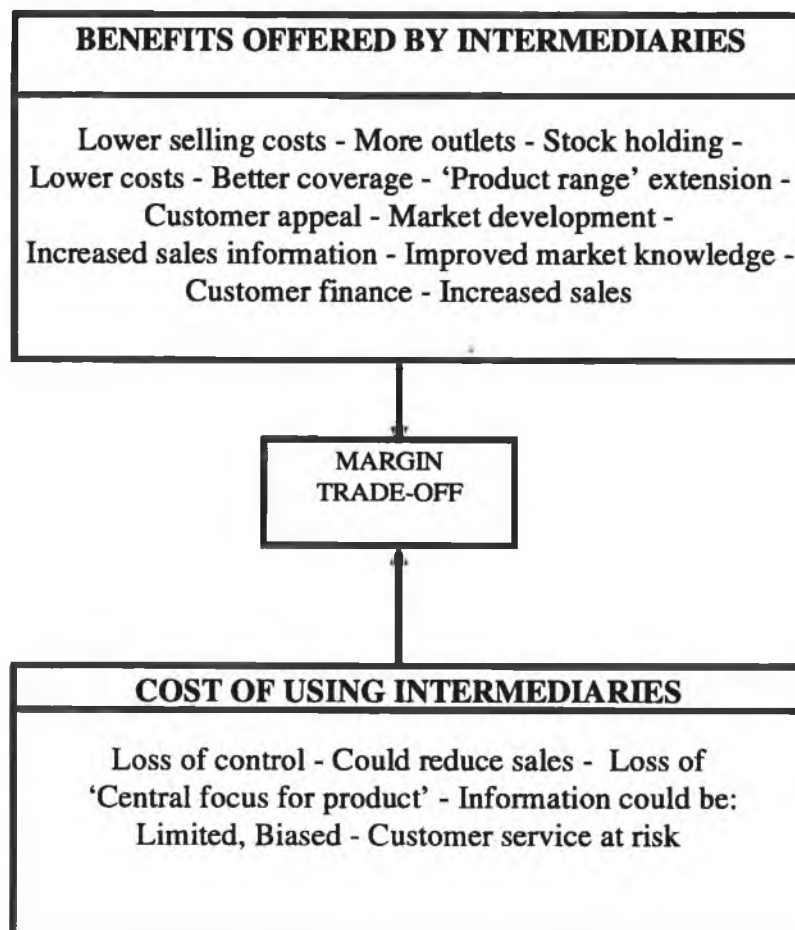 BENEFITS OFFERED BY INTERMEDIARIES
Lower selling costs - More outlets - Stock holding -
Lower costs - Better coverage - ‘Product range’ extension -
Customer appeal - Market development -
Increased sales information - Improved market knowledge -
Customer finance - Increased sales
MARGIN
TRADE-OFF
COST OF USING INTERMEDIARIES
Loss of control - Could reduce sales - Loss of
‘Central focus for product’ - Information could be:
Limited, Biased - Customer service at risk